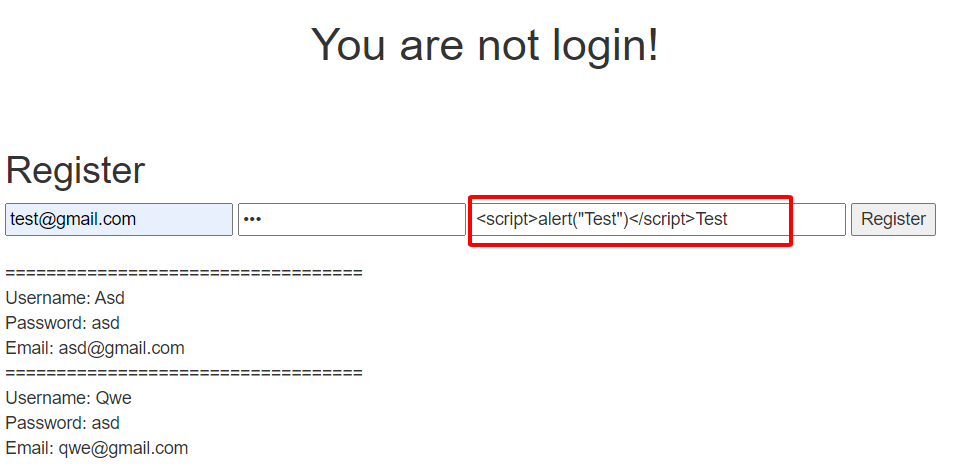 You are not login!
Register
test@gmail.com ••• <script>alert("Test")</script>Test Register
==================================
Username: Asd
Password: asd
Email: asd@gmail.com
==================================
Username: Qwe
Password: asd
Email: qwe@gmail.com